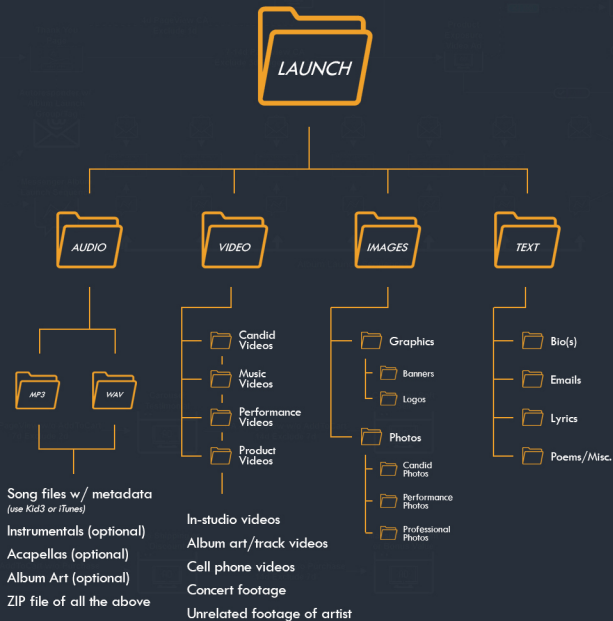 LAUNCH
AUDIO
VIDEO
IMAGES
TEXT
MP3
WAV
Song files w/ metadata
(use Kid3 or iTunes)
Instrumentals (optional)
Acapellas (optional)
Album Art (optional)
ZIP file of all the above
Candid
Videos
Music
Videos
Performance
Videos
Product
Videos
In-studio videos
Album art/track videos
Cell phone videos
Concert footage
Unrelated footage of artist
Graphics
Banners
Logos
Photos
Candid
Photos
Performance
Photos
Professional
Photos
Bio(s)
Emails
Lyrics
Poems/Misc.